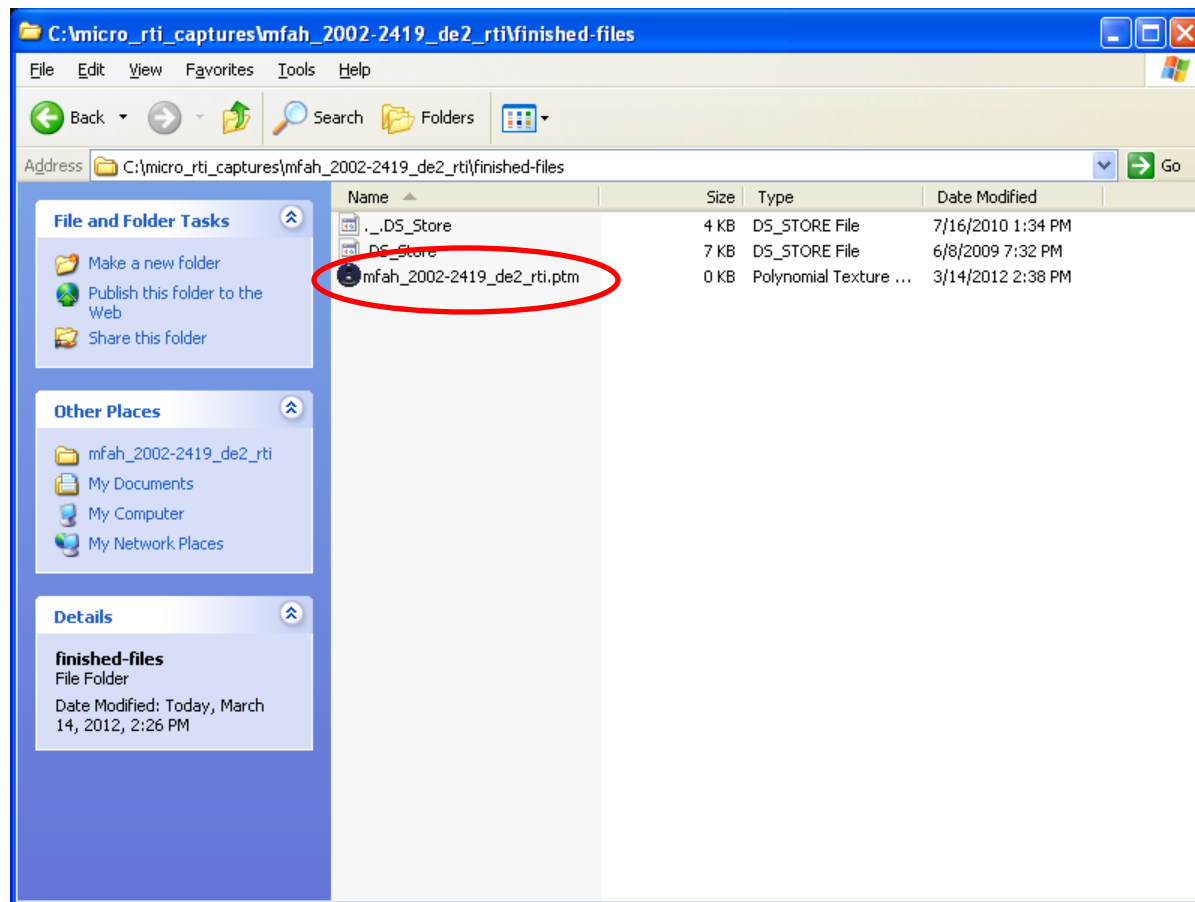 C:\micro_rti_captures\mfah_2002-2419_de2_rti\finished-files
File Edit View Favorites Tools Help
Back Search Folders
Address C:\micro_rti_captures\mfah_2002-2419_de2_rti\finished-files Go
Name Size Type Date Modified
._.DS_Store 4 KB DS_STORE File 7/16/2010 1:34 PM
.DS_Store 7 KB DS_STORE File 6/8/2009 7:32 PM
mfah_2002-2419_de2_rti.ptm 0 KB Polynomial Texture ... 3/14/2012 2:38 PM
File and Folder Tasks
Make a new folder
Publish this folder to the
Web
Share this folder
Other Places
mfah_2002-2419_de2_rti
My Documents
My Computer
My Network Places
Details
finished-files
File Folder
Date Modified: Today, March
14, 2012, 2:26 PM